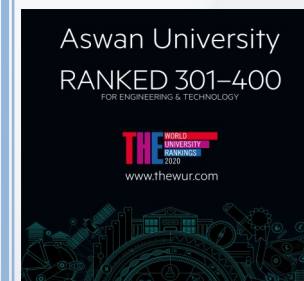 Aswan University
RANKED 301–400
FOR ENGINEERING & TECHNOLOGY
THE WORLD
UNIVERSITY
RANKINGS
2020
www.thewur.com